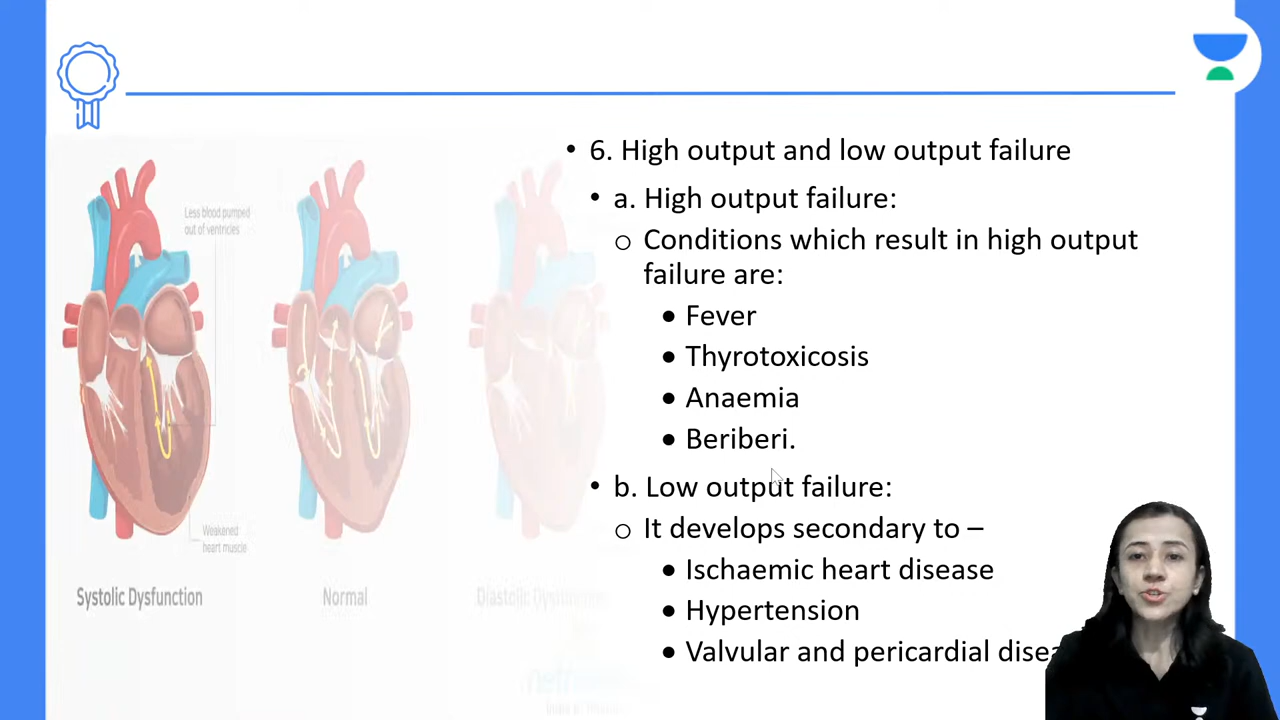 6. High output and low output failure
a. High output failure:
Conditions which result in high output
failure are:
Fever
Thyrotoxicosis
Anaemia
Beriberi.
b. Low output failure:
It develops secondary to –
Ischaemic heart disease
Hypertension
Valvular and pericardial
Less blood pumped
out of ventricles
Weakened
heart muscle
Systolic Dysfunction
Normal
Diastolic